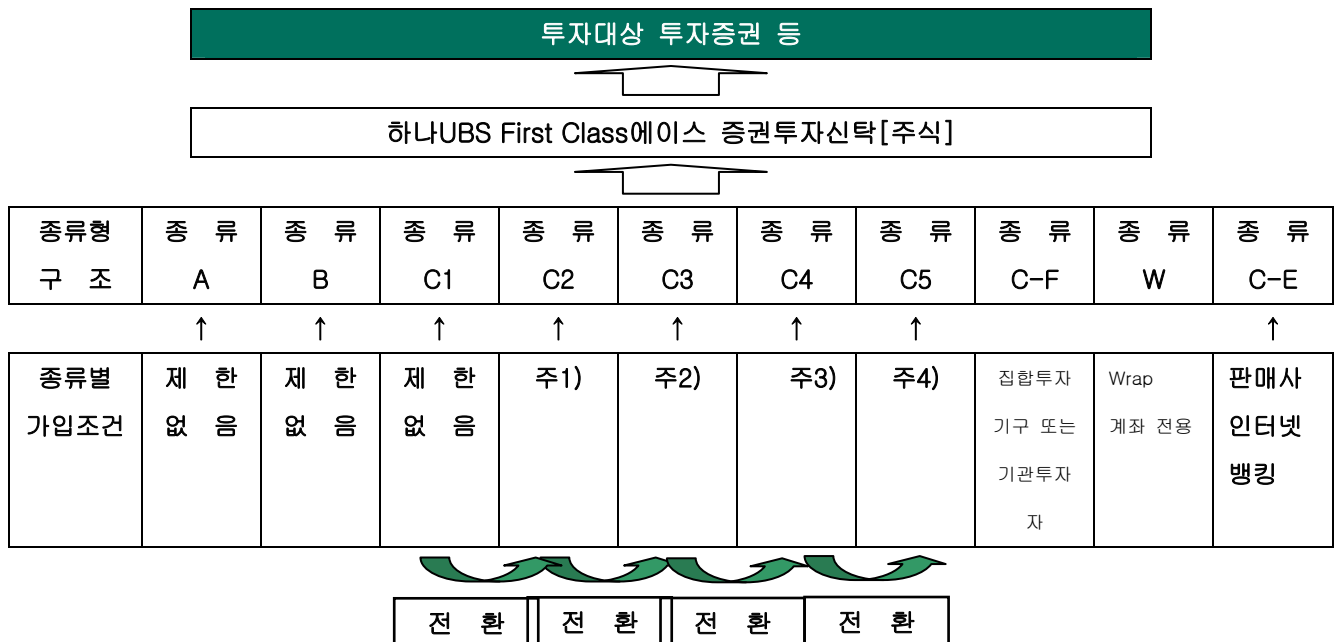 투자대상 투자증권 등
하나UBS First Class에이스 증권투자신탁[주식]
종류형 종 류 종 류 종 류 종 류 종 류 종 류 종 류 종 류 종 류 종 류
구 조 A B C1 C2 C3 C4 C5 C-F W C-E
↑ ↑ ↑ ↑ ↑ ↑ ↑ ↑
종류별 제 한 제 한 제 한 주1) 주2) 주3) 주4) 집합투자 Wrap 판매사
가입조건 없 음 없 음 없 음 기구 또는 계좌 전용 인터넷
기관투자 뱅킹
자
전 환 전 환 전 환 전 환